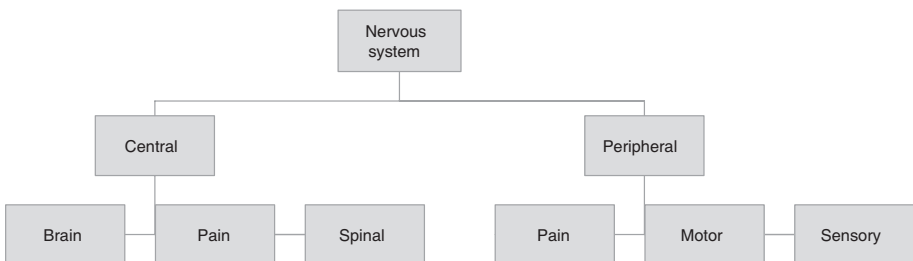 Nervous
system
Central
Peripheral
Brain
Pain
Spinal
Pain
Motor
Sensory